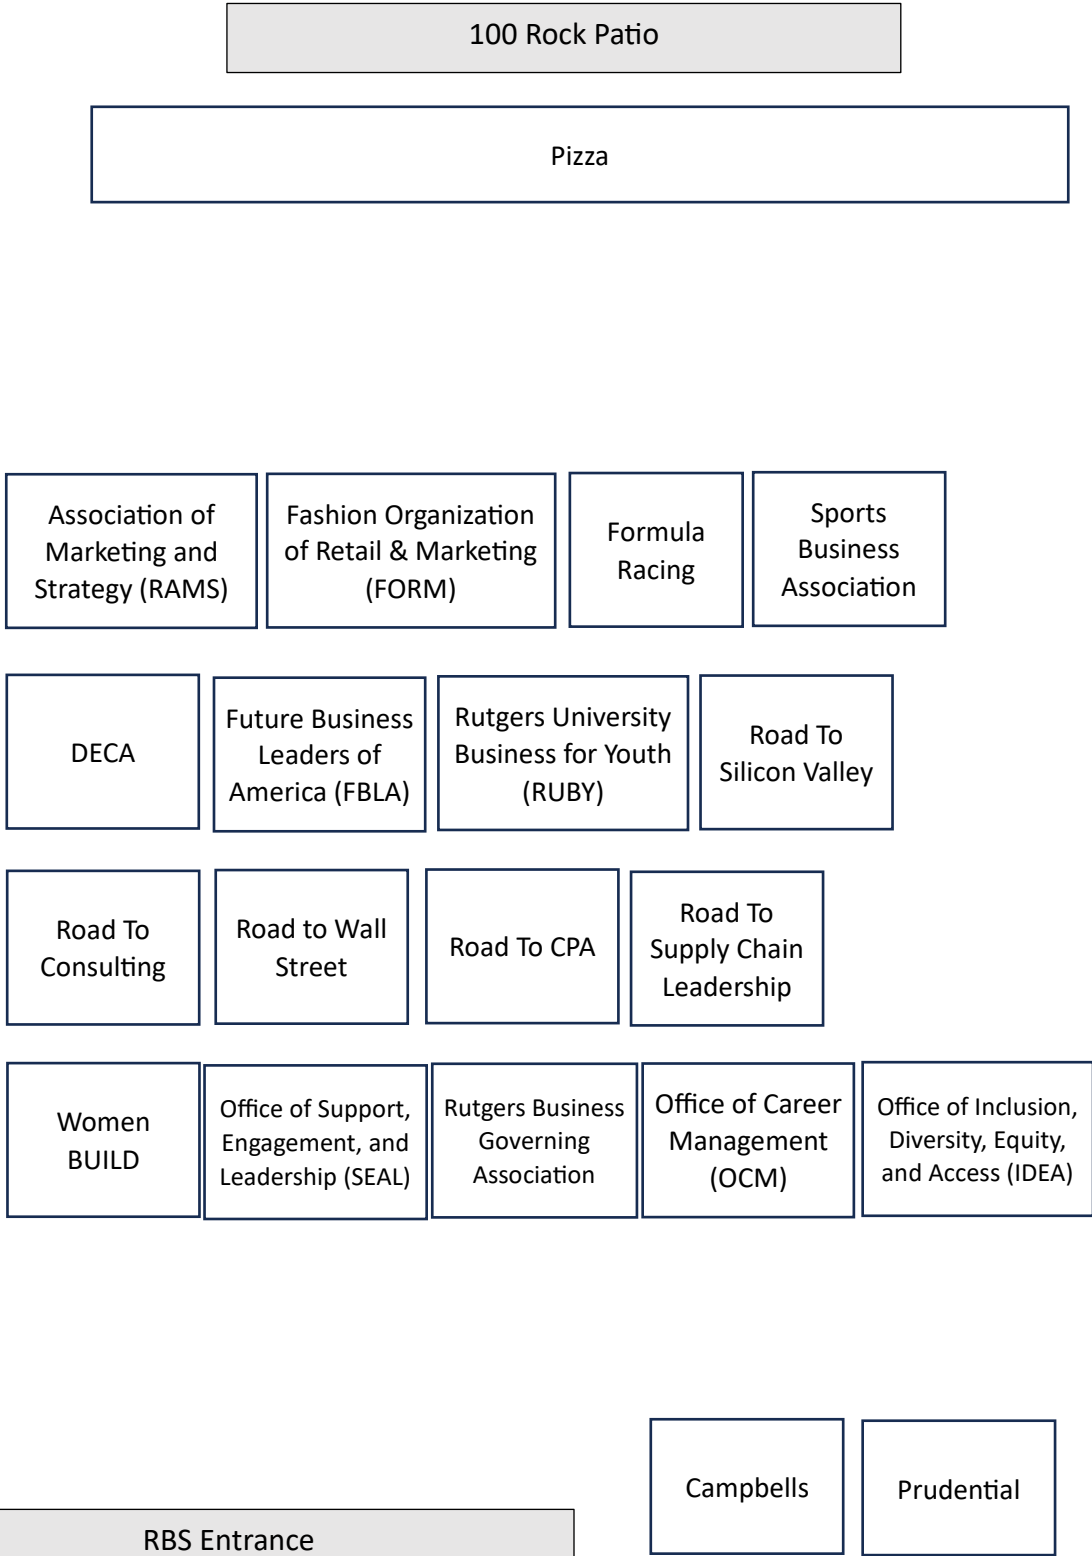 100 Rock Patio
Pizza
Association of
Marketing and
Strategy (RAMS)
Fashion Organization
of Retail & Marketing
(FORM)
Formula
Racing
Sports
Business
Association
DECA
Future Business
Leaders of
America (FBLA)
Rutgers University
Business for Youth
(RUBY)
Road To
Silicon Valley
Road To
Consulting
Road to Wall
Street
Road To CPA
Road To
Supply Chain
Leadership
Women
BUILD
Office of Support,
Engagement, and
Leadership (SEAL)
Rutgers Business
Governing
Association
Office of Career
Management
(OCM)
Office of Inclusion,
Diversity, Equity,
and Access (IDEA)
Campbells
Prudential
RBS Entrance